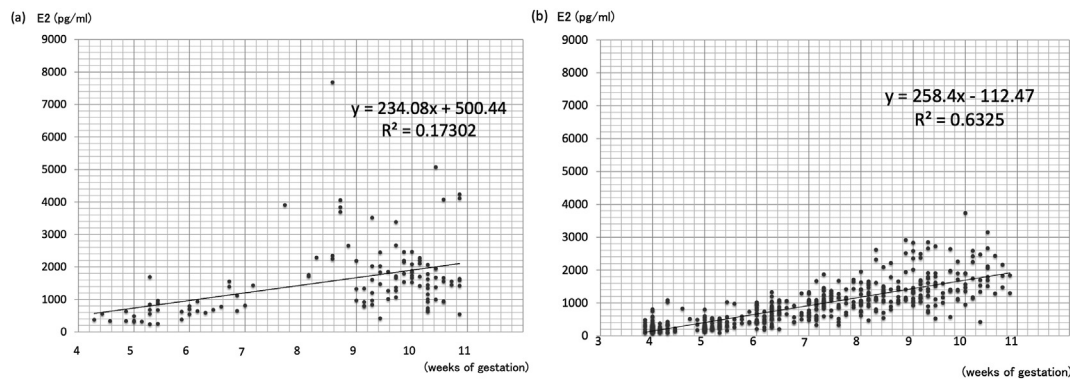 (a) E2 (pg/ml)
9000
8000
7000
6000
5000
4000
3000
2000
1000
0
4 5 6 7 8 9 10 11
(weeks of gestation)
y = 234.08x + 500.44
R² = 0.17302
(b) E2 (pg/ml)
9000
8000
7000
6000
5000
4000
3000
2000
1000
0
3 4 5 6 7 8 9 10 11
(weeks of gestation)
y = 258.4x - 112.47
R² = 0.6325